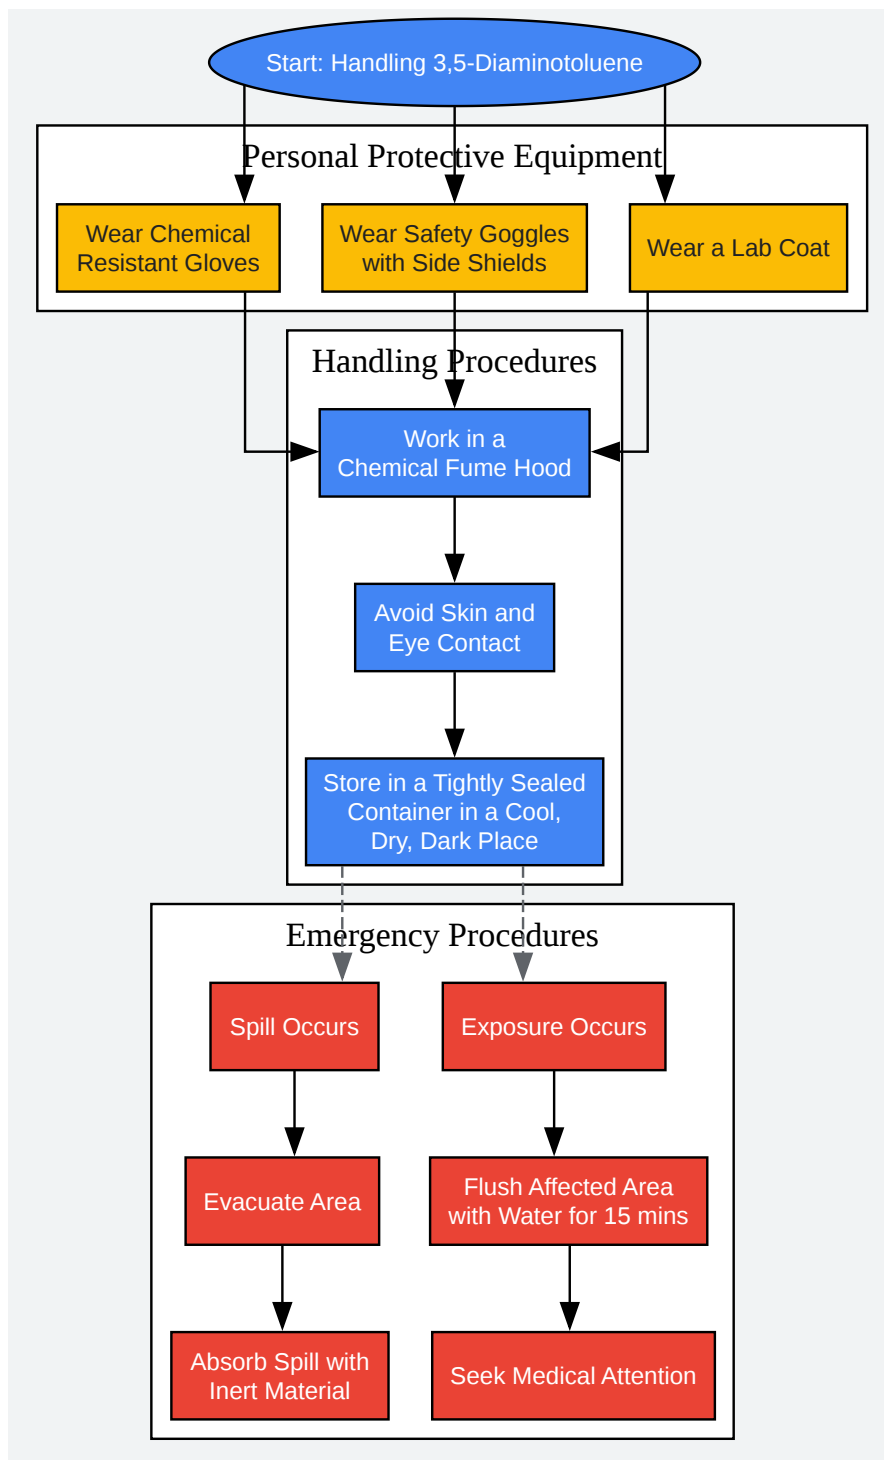 Start: Handling 3,5-Diaminotoluene
Personal Protective Equipment
Wear Chemical
Resistant Gloves
Wear Safety Goggles
with Side Shields
Wear a Lab Coat
Handling Procedures
Work in a
Chemical Fume Hood
Avoid Skin and
Eye Contact
Store in a Tightly Sealed
Container in a Cool,
Dry, Dark Place
Emergency Procedures
Spill Occurs
Exposure Occurs
Evacuate Area
Flush Affected Area
with Water for 15 mins
Absorb Spill with
Inert Material
Seek Medical Attention